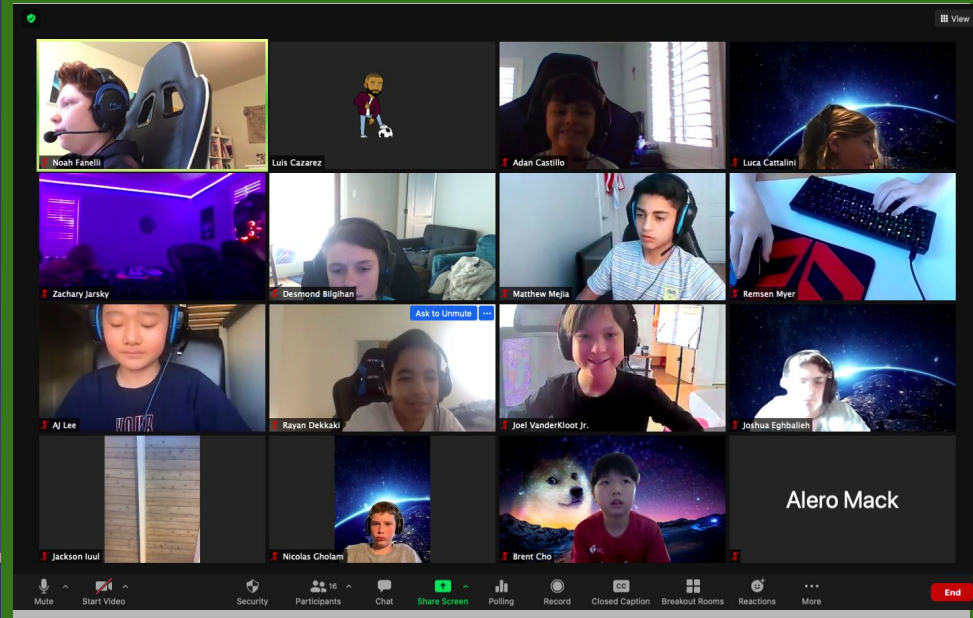 View
Noah Fanelli
Luis Cazarez
Adan Castillo
Luca Cattalini
Zachary Jarsky
Desmond Bilgihan
Matthew Mejia
Remsen Myer
AJ Lee
Ask to Unmute
Rayan Dekkaki
Joel VanderKloot Jr.
Joshua Eghbalieh
Jackson Iuul
Nicolas Gholam
Brent Cho
Alero Mack
Mute
Start Video
Security
Participants
16
Chat
Share Screen
Polling
Record
CC
Closed Caption
Breakout Rooms
Reactions
More
End